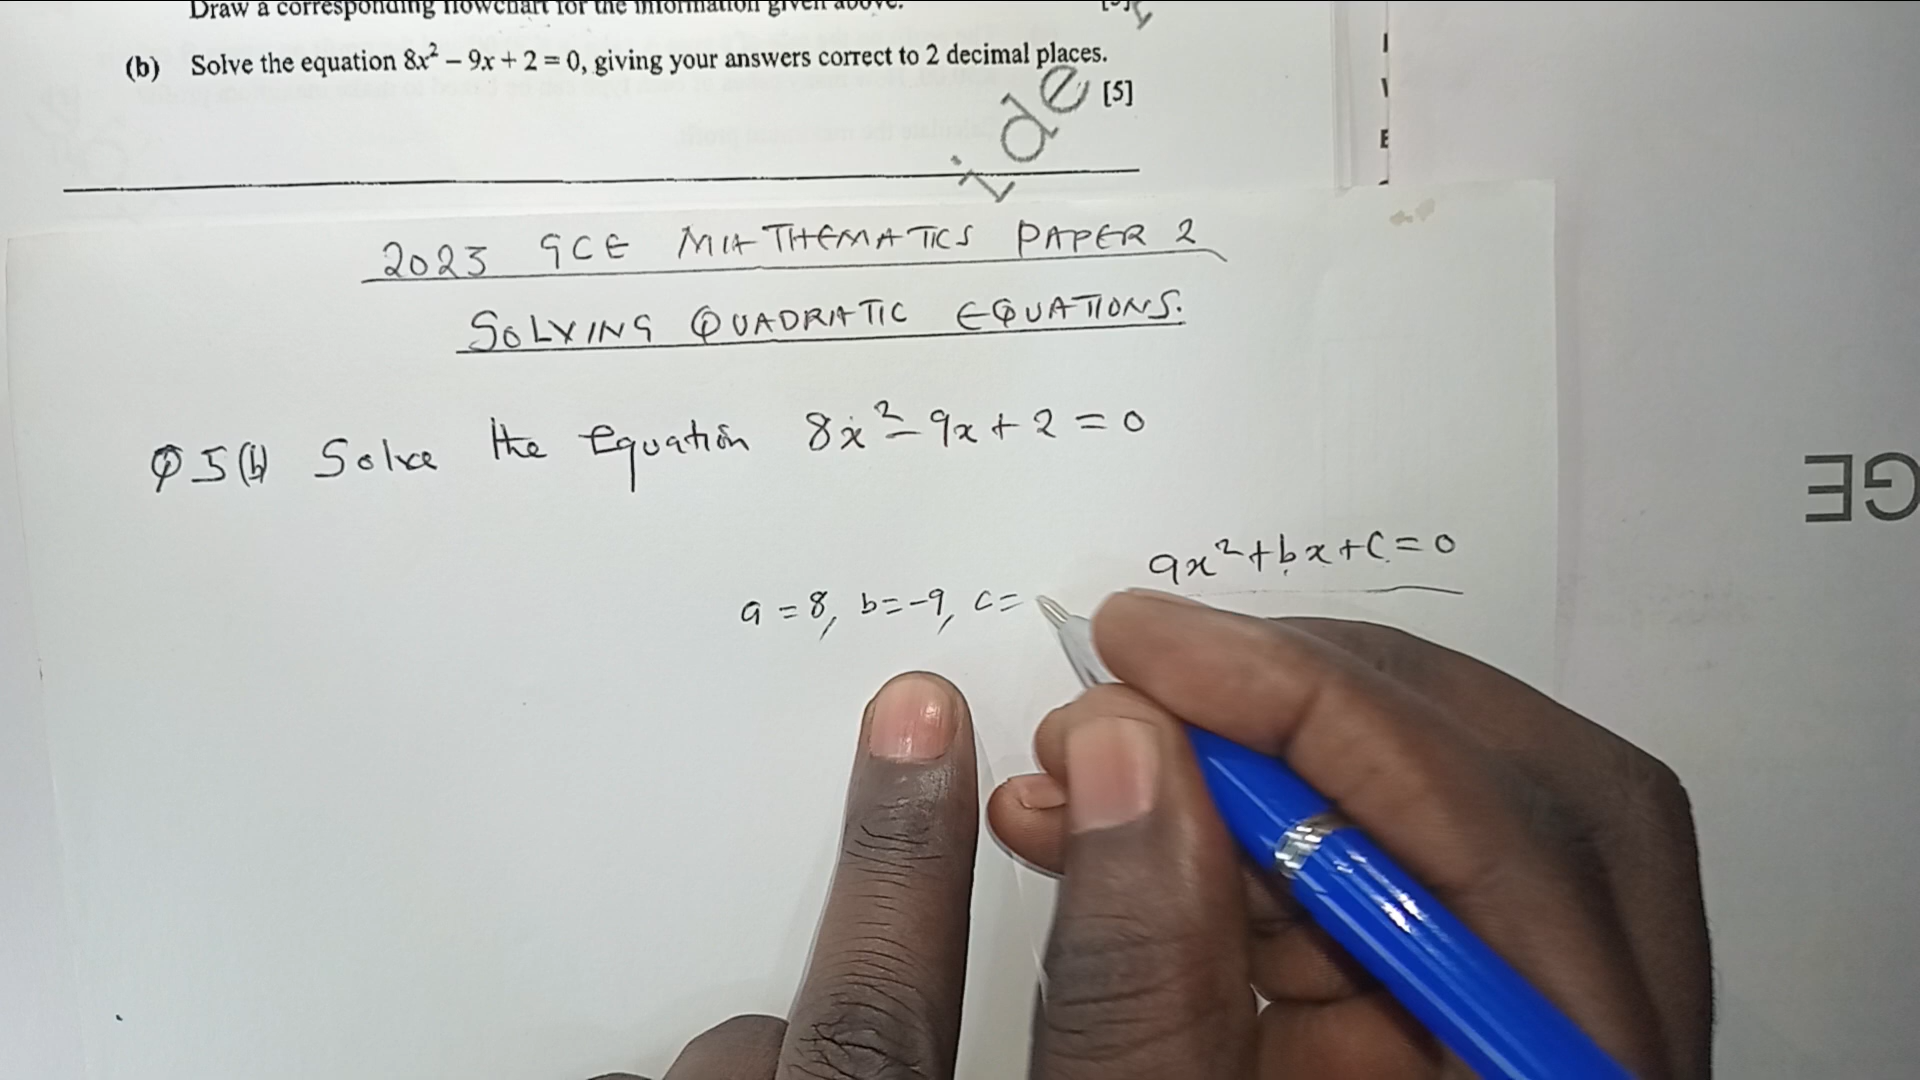 Draw a corresponding flowchart for the information given above.
(b) Solve the equation 8x² – 9x + 2 = 0, giving your answers correct to 2 decimal places.
[5]
ide
2023 GCE MATHEMATICS PAPER 2
SOLVING QUADRATIC EQUATIONS.
Q5(b) Solve the equation 8x² – 9x + 2 = 0
ax² + bx + c = 0
a = 8, b = -9, c =
GE